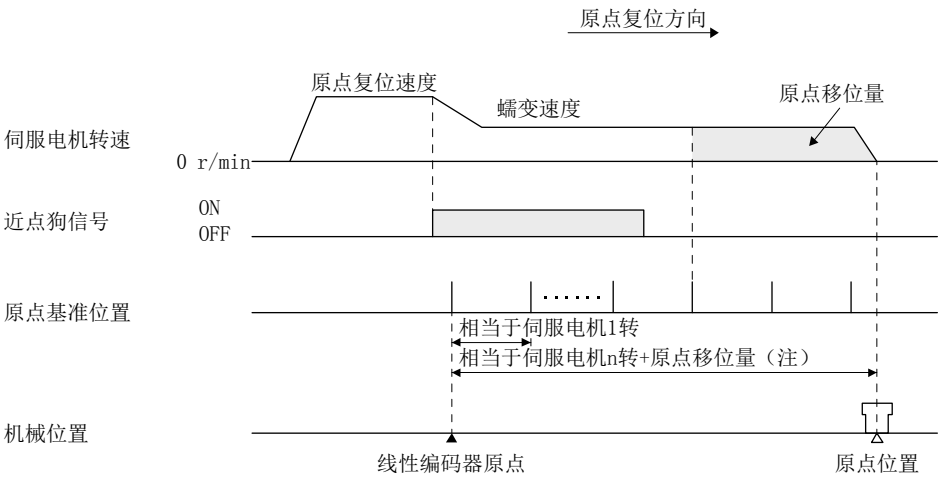 原点复位方向
原点复位速度
蠕变速度
原点移位量
伺服电机转速
0 r/min
近点狗信号
ON
OFF
原点基准位置
相当于伺服电机1转
相当于伺服电机n转+原点移位量（注）
机械位置
线性编码器原点
原点位置